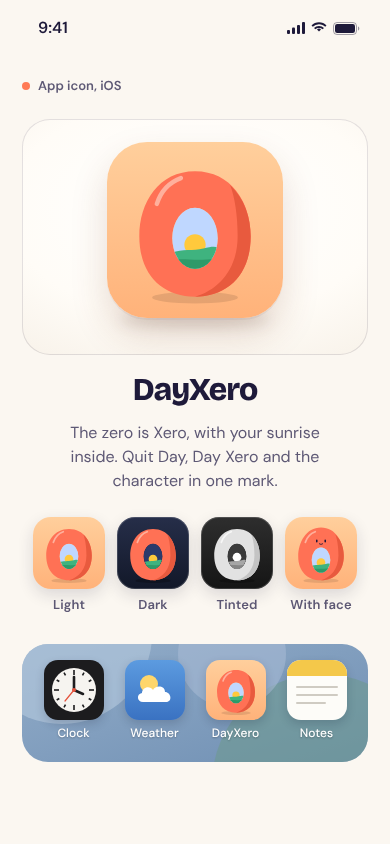 9:41
App icon, iOS
DayXero
The zero is Xero, with your sunrise
inside. Quit Day, Day Xero and the
character in one mark.
Light
Dark
Tinted
With face
Clock
Weather
DayXero
Notes